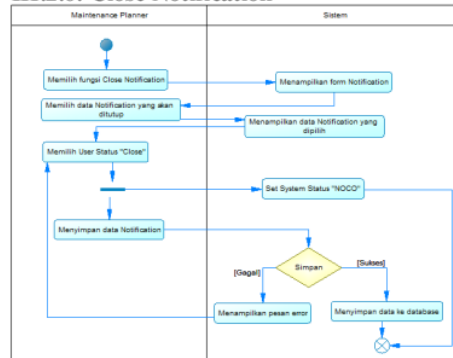 Maintenance Planner
Sistem
Memilih fungsi Close Notification
Menampilkan form Notification
Memilih data Notification yang akan
ditutup
Menampilkan data Notification yang
dipilih
Memilih User Status "Close"
Set System Status "NOCO"
Menyimpan data Notification
Simpan
[Gagal]
[Sukses]
Menampilkan pesan error
Menyimpan data ke database